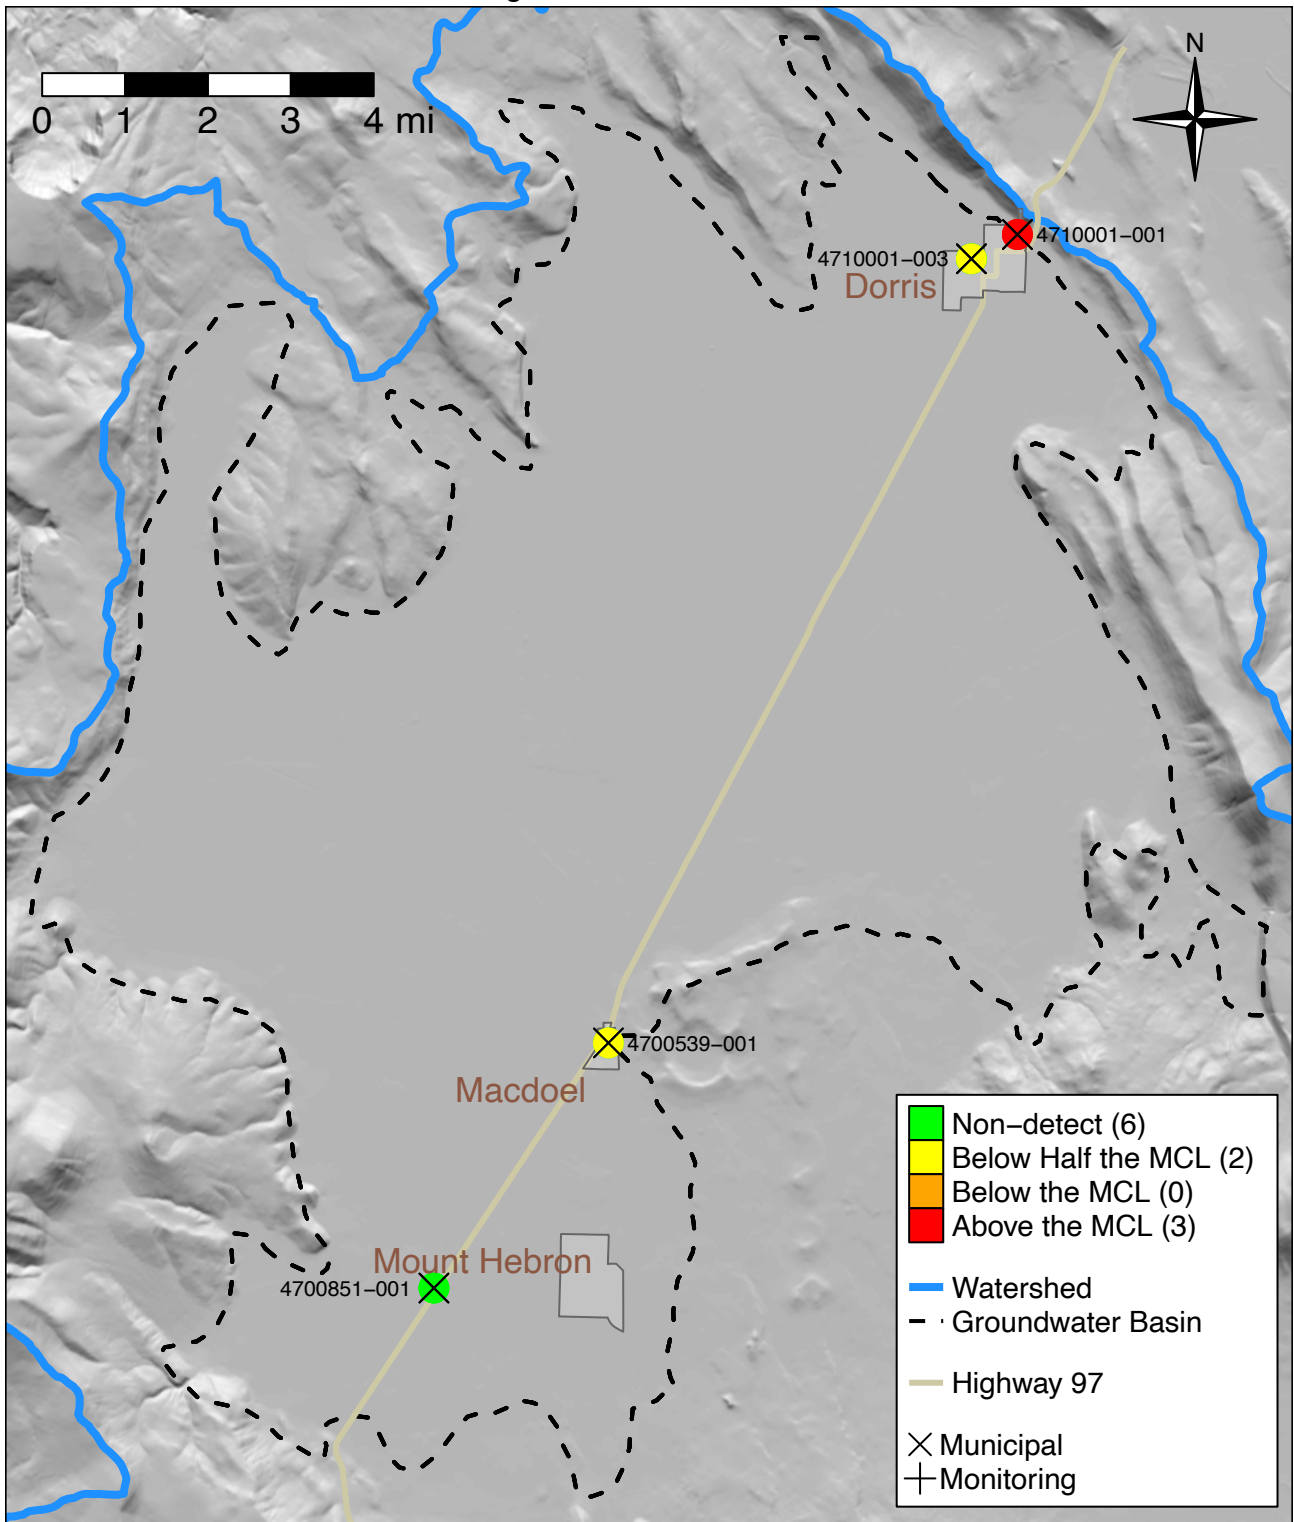 g
N
0 1 2 3 4 mi
4710001−001
4710001−003
Dorris
4700539−001
Macdoel
Mount Hebron
4700851−001
Non−detect (6)
Below Half the MCL (2)
Below the MCL (0)
Above the MCL (3)
Watershed
Groundwater Basin
Highway 97
Municipal
Monitoring